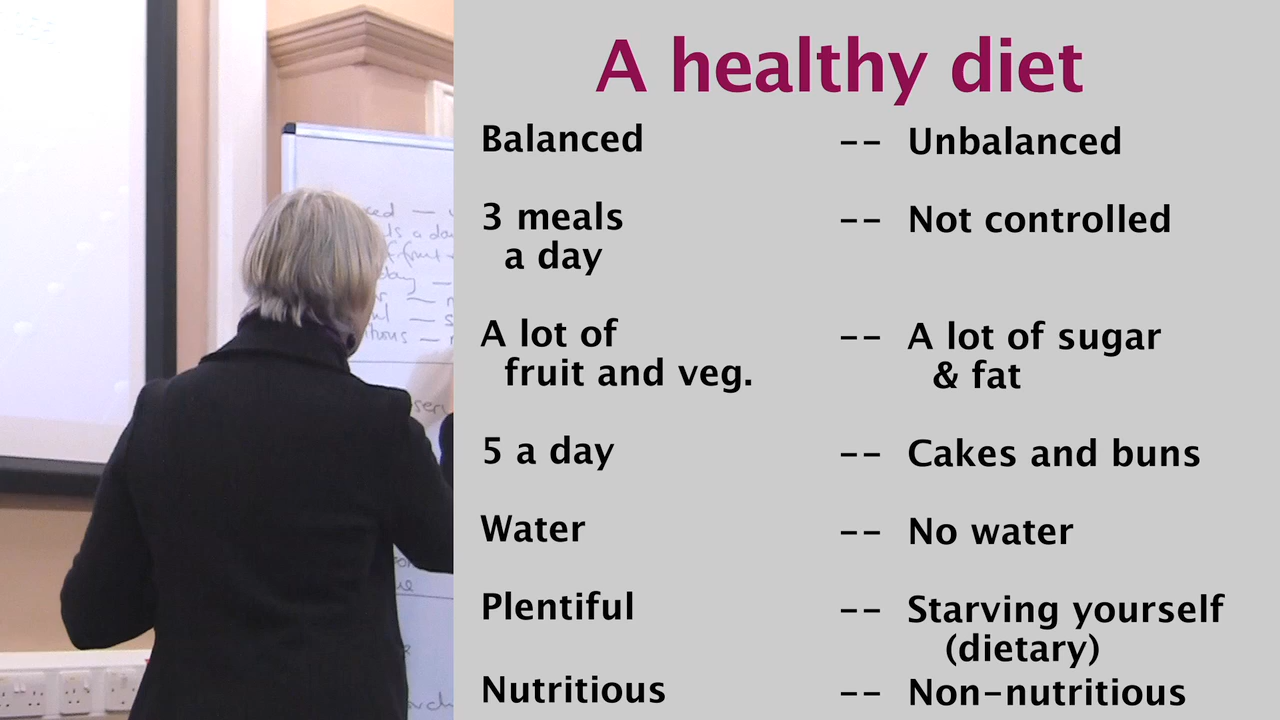 A healthy diet
Balanced -- Unbalanced
3 meals -- Not controlled
a day
A lot of -- A lot of sugar
fruit and veg. & fat
5 a day -- Cakes and buns
Water -- No water
Plentiful -- Starving yourself
(dietary)
Nutritious -- Non-nutritious